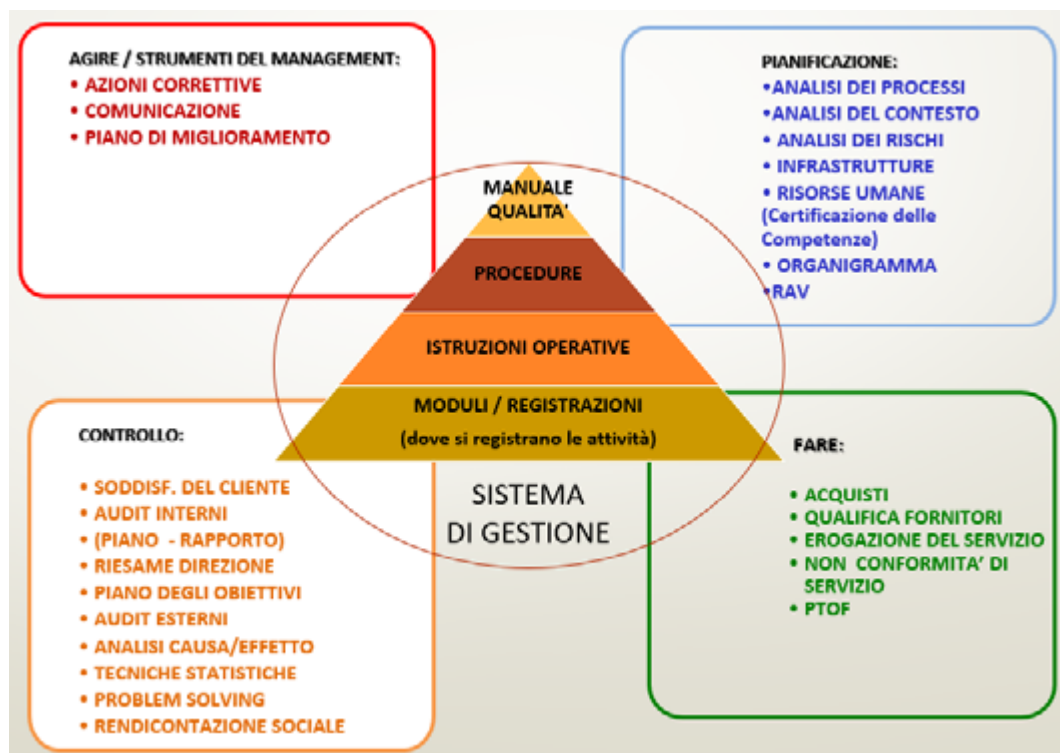 AGIRE / STRUMENTI DEL MANAGEMENT:
• AZIONI CORRETTIVE
• COMUNICAZIONE
• PIANO DI MIGLIORAMENTO
PIANIFICAZIONE:
•ANALISI DEI PROCESSI
•ANALISI DEL CONTESTO
• ANALISI DEI RISCHI
• INFRASTRUTTURE
• RISORSE UMANE
(Certificazione delle
Competenze)
• ORGANIGRAMMA
•RAV
MANUALE
QUALITA'
PROCEDURE
ISTRUZIONI OPERATIVE
MODULI / REGISTRAZIONI
(dove si registrano le attività)
SISTEMA
DI GESTIONE
CONTROLLO:
• SODDISF. DEL CLIENTE
• AUDIT INTERNI
• (PIANO - RAPPORTO)
• RIESAME DIREZIONE
• PIANO DEGLI OBIETTIVI
• AUDIT ESTERNI
• ANALISI CAUSA/EFFETTO
• TECNICHE STATISTICHE
• PROBLEM SOLVING
• RENDICONTAZIONE SOCIALE
FARE:
• ACQUISTI
• QUALIFICA FORNITORI
• EROGAZIONE DEL SERVIZIO
• NON CONFORMITA’ DI
SERVIZIO
• PTOF